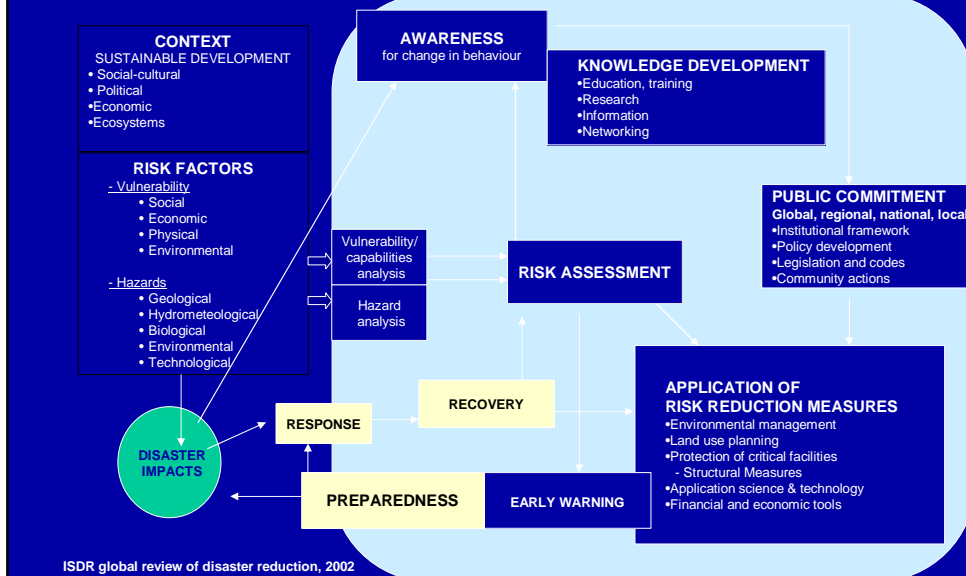 CONTEXT
SUSTAINABLE DEVELOPMENT
• Social-cultural
• Political
•Economic
•Ecosystems
RISK FACTORS
- Vulnerability
• Social
• Economic
• Physical
• Environmental
- Hazards
• Geological
• Hydrometeological
• Biological
• Environmental
• Technological
AWARENESS
for change in behaviour
KNOWLEDGE DEVELOPMENT
•Education, training
•Research
•Information
•Networking
PUBLIC COMMITMENT
Global, regional, national, local
•Institutional framework
•Policy development
•Legislation and codes
•Community actions
Vulnerability/
capabilities
analysis
Hazard
analysis
RISK ASSESSMENT
DISASTER
IMPACTS
RESPONSE
RECOVERY
PREPAREDNESS
EARLY WARNING
APPLICATION OF
RISK REDUCTION MEASURES
•Environmental management
•Land use planning
•Protection of critical facilities
- Structural Measures
•Application science & technology
•Financial and economic tools
ISDR global review of disaster reduction, 2002